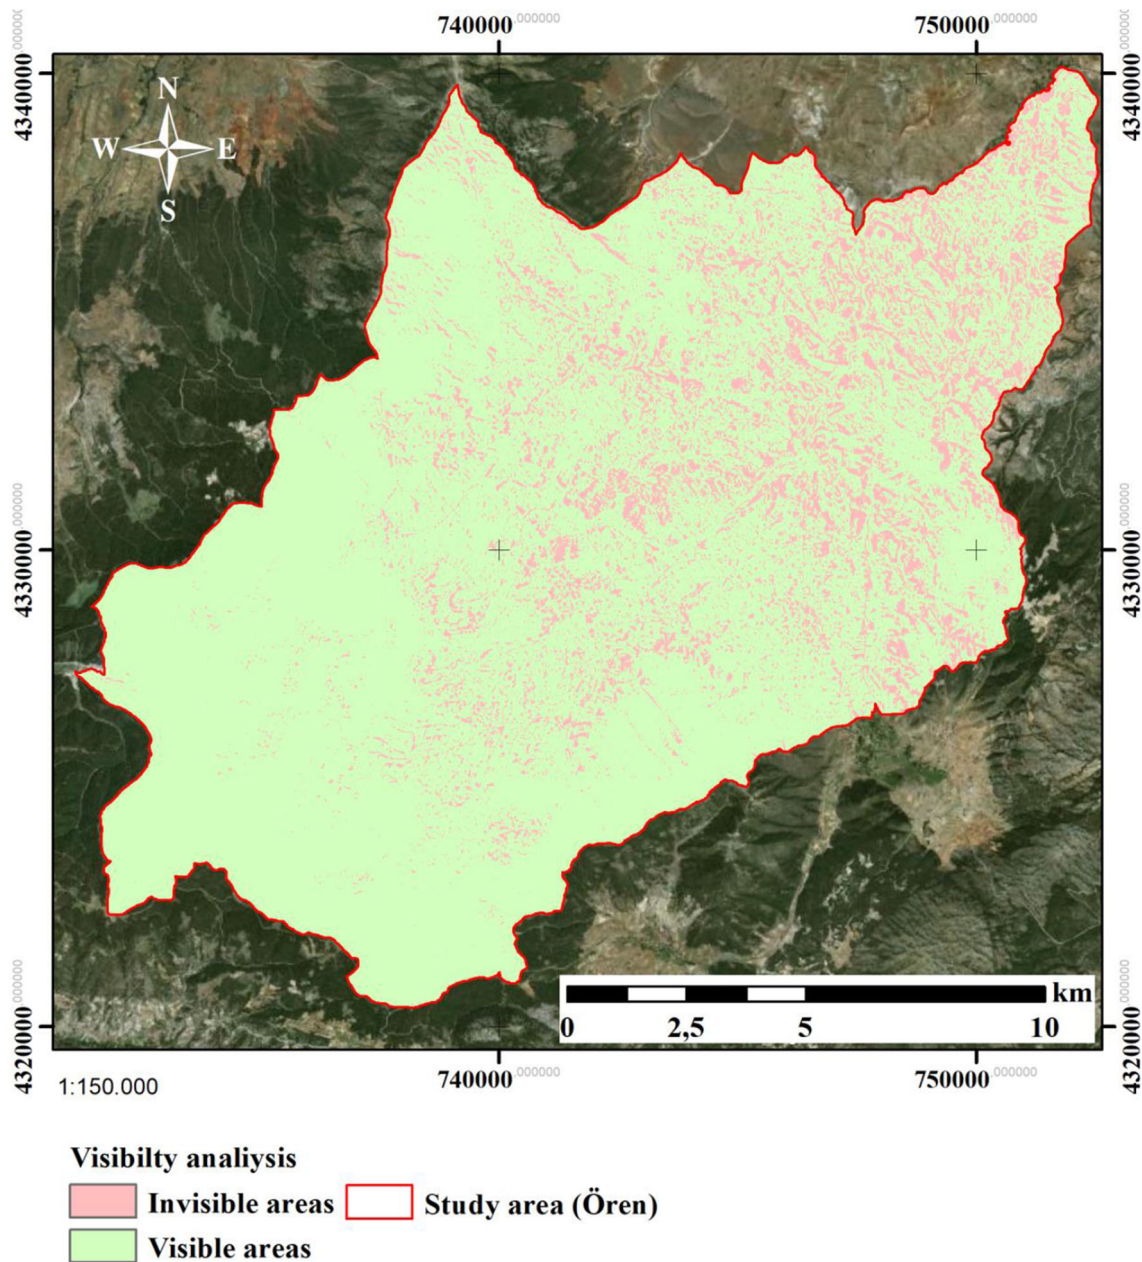 740000,000000 750000,000000
4340000,000000
4340000,000000
N
W E
S
4330000,000000
4330000,000000
4320000,000000
4320000,000000
km
0 2,5 5 10
740000,000000 750000,000000
1:150.000
Visibilty analiysis
Invisible areas Study area (Ören)
Visible areas